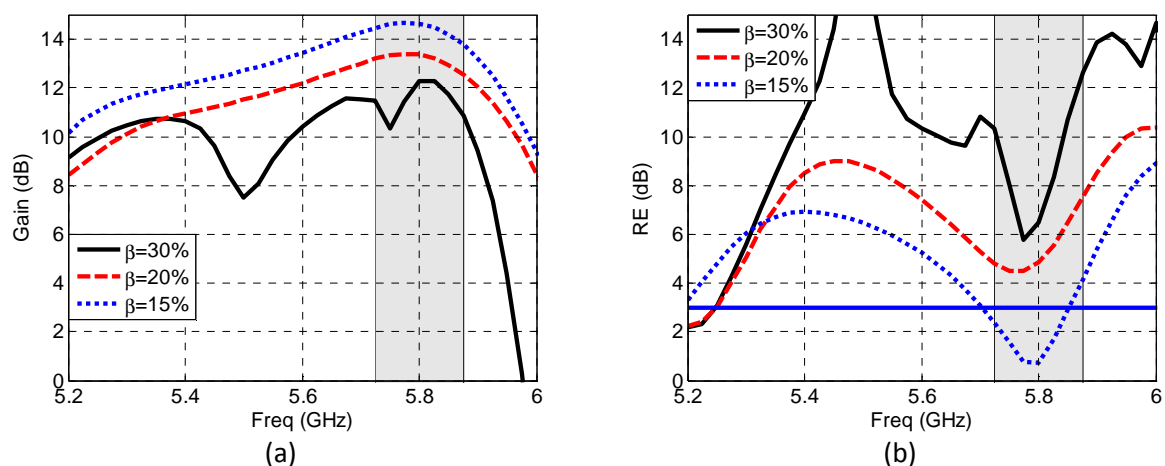 14
12
10
8
6
4
2
0
Gain (dB)
β=30%
β=20%
β=15%
5.2
5.4
5.6
5.8
6
Freq (GHz)
(a)
14
12
10
8
6
4
2
0
RE (dB)
β=30%
β=20%
β=15%
5.2
5.4
5.6
5.8
6
Freq (GHz)
(b)